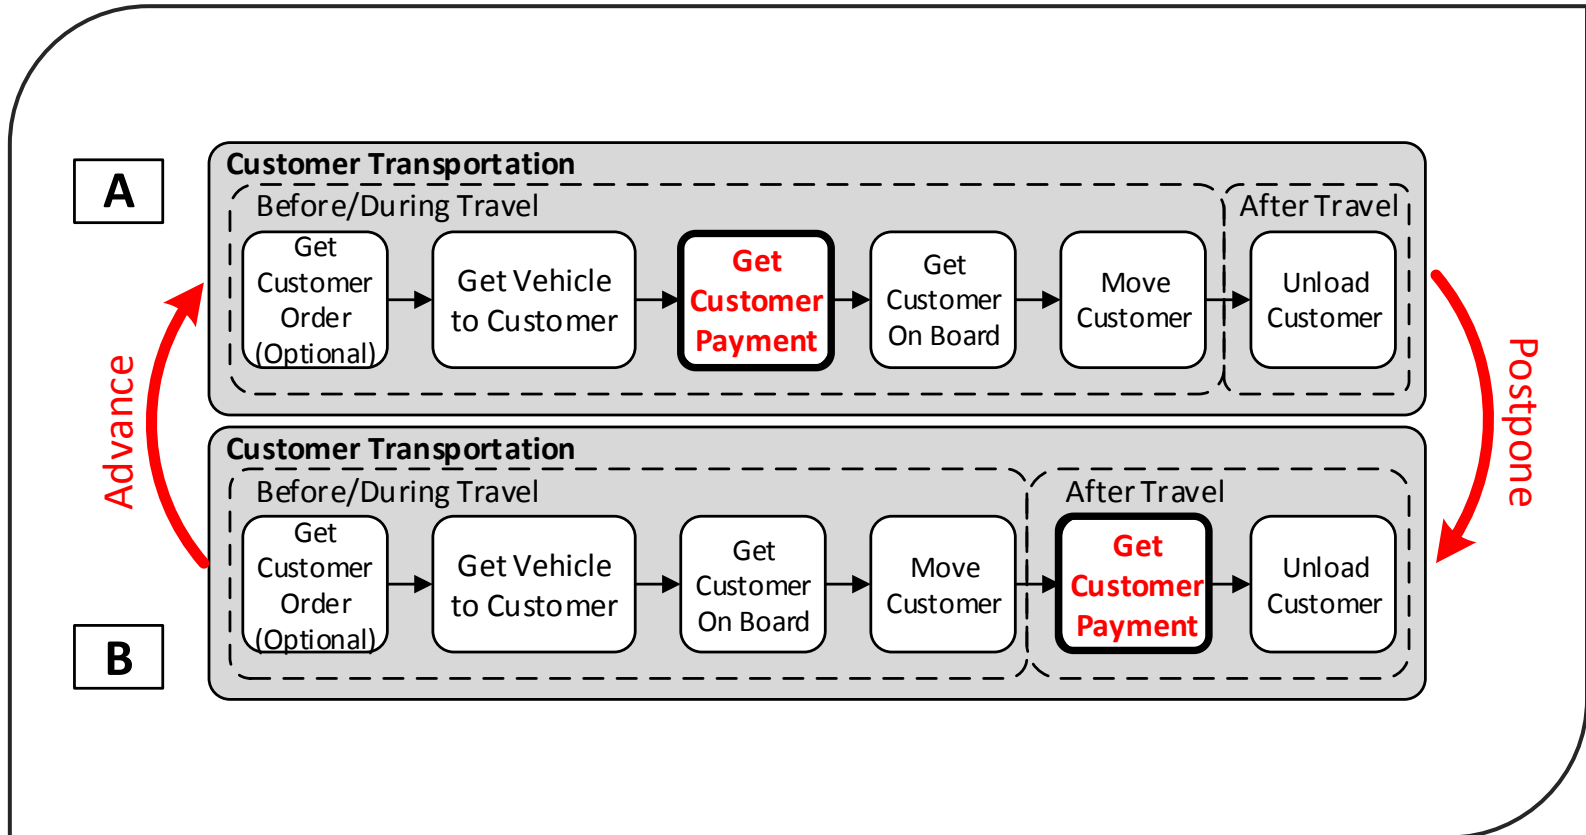 A
Customer Transportation
Before/During Travel
After Travel
Get
Customer
Order
(Optional)
Get Vehicle
to Customer
Get
Customer
Payment
Get
Customer
On Board
Move
Customer
Unload
Customer
Advance
Postpone
B
Customer Transportation
Before/During Travel
After Travel
Get
Customer
Order
(Optional)
Get Vehicle
to Customer
Get
Customer
On Board
Move
Customer
Get
Customer
Payment
Unload
Customer